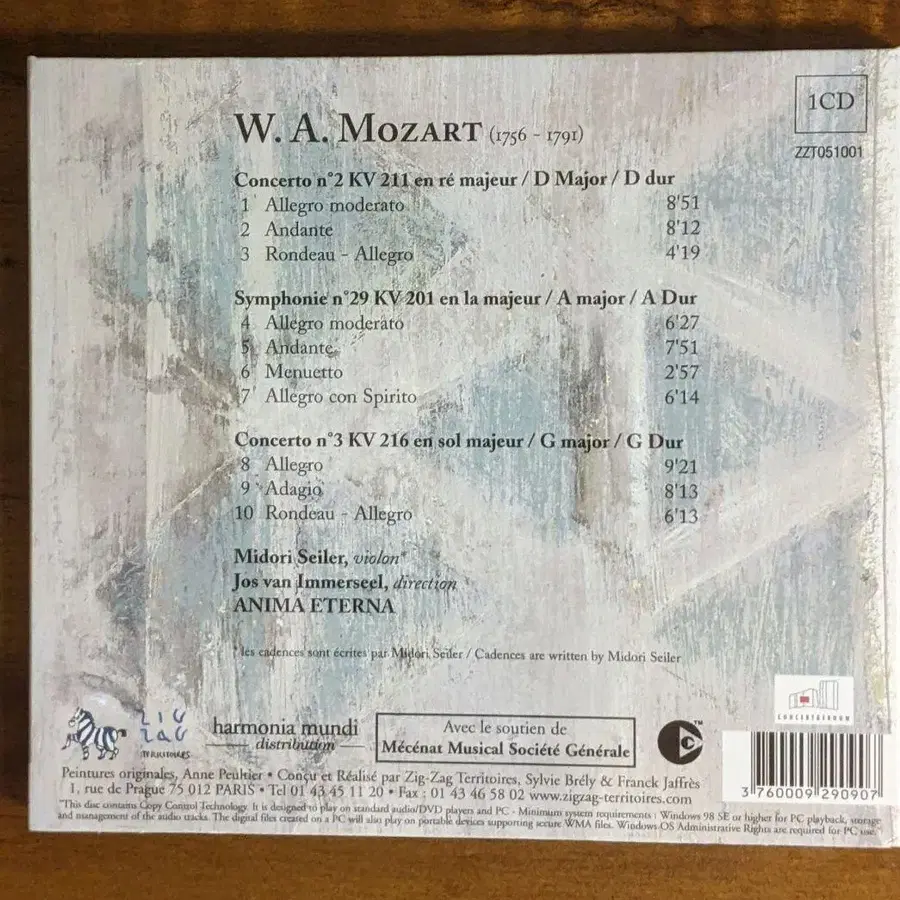 1CD
ZZT051001
W. A. MOZART (1756 - 1791)
Concerto n°2 KV 211 en ré majeur / D Major / D dur
1 Allegro moderato 8'51
2 Andante 8'12
3 Rondeau - Allegro 4'19
Symphonie n°29 KV 201 en la majeur / A major / A Dur
4 Allegro moderato 6'27
5 Andante 7'51
6 Menuetto 2'57
7 Allegro con Spirito 6'14
Concerto n°3 KV 216 en sol majeur / G major / G Dur
8 Allegro 9'21
9 Adagio 8'13
10 Rondeau - Allegro 6'13
Midori Seiler, violon*
Jos van Immerseel, direction
ANIMA ETERNA
*les cadences sont écrites par Midori Seiler / Cadences are written by Midori Seiler
CONCERTGEBOUW
ZIG
ZAG
TERRITOIRES
harmonia mundi
distribution
Avec le soutien de
Mécénat Musical Société Générale
TM
3 760009 290907
Peintures originales, Anne Peultier • Conçu et Réalisé par Zig-Zag Territoires, Sylvie Brély & Franck Jaffrès
1, rue de Prague 75 012 PARIS • Tel 01 43 45 11 20 • Fax : 01 43 46 58 02 www.zigzag-territoires.com
"This disc contains Copy Control Technology. It is designed to play on standard audio/DVD players and PC - Minimum system requirements : Windows 98 SE or higher for PC playback, storage
and management of the audio tracks. The digital files created on a PC will also play on portable devices supporting secure WMA files. Windows OS Administrative Rights are required for PC use."